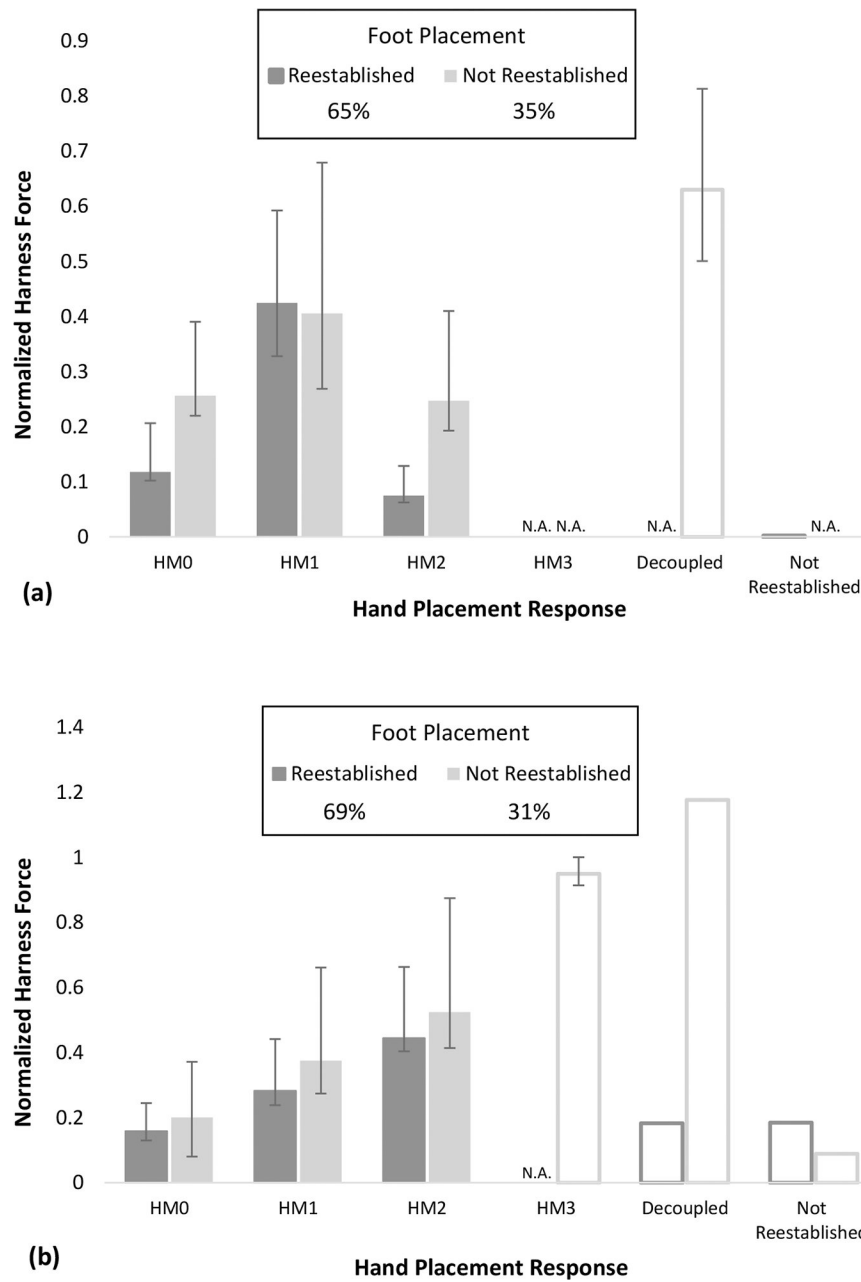 0.9
0.8
0.7
0.6
0.5
0.4
0.3
0.2
0.1
0
Normalized Harness Force
Foot Placement
Reestablished Not Reestablished
65% 35%
N.A. N.A. N.A. N.A.
HM0 HM1 HM2 HM3 Decoupled Not
Reestablished
(a)
Hand Placement Response
1.4
1.2
1
0.8
0.6
0.4
0.2
0
Normalized Harness Force
Foot Placement
Reestablished Not Reestablished
69% 31%
N.A.
HM0 HM1 HM2 HM3 Decoupled Not
Reestablished
(b)
Hand Placement Response